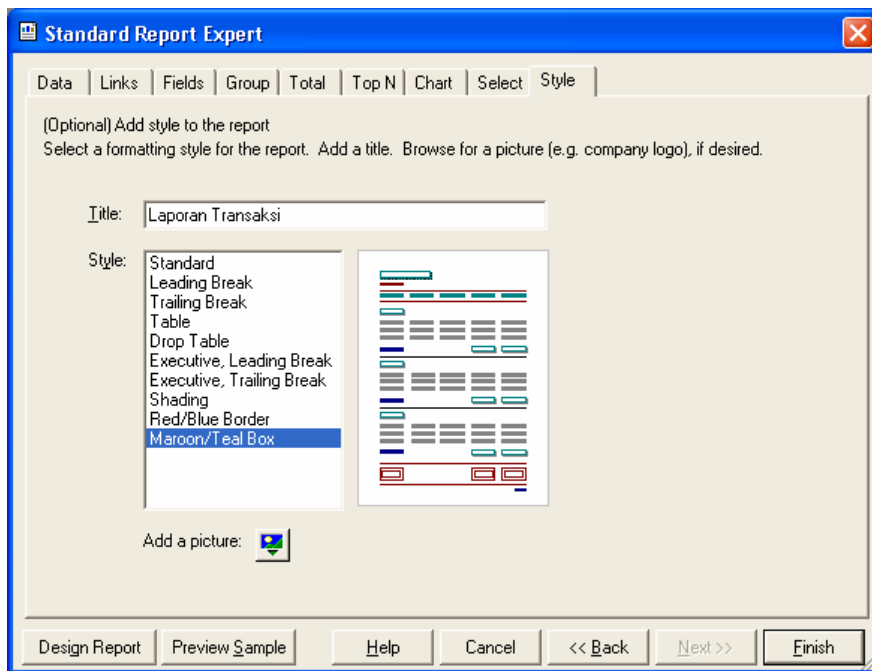 Standard Report Expert
Data Links Fields Group Total Top N Chart Select Style
(Optional) Add style to the report
Select a formatting style for the report. Add a title. Browse for a picture (e.g. company logo), if desired.
Title: Laporan Transaksi
Style: Standard
Leading Break
Trailing Break
Table
Drop Table
Executive, Leading Break
Executive, Trailing Break
Shading
Red/Blue Border
Maroon/Teal Box
Add a picture:
Design Report Preview Sample Help Cancel << Back Next >> Finish